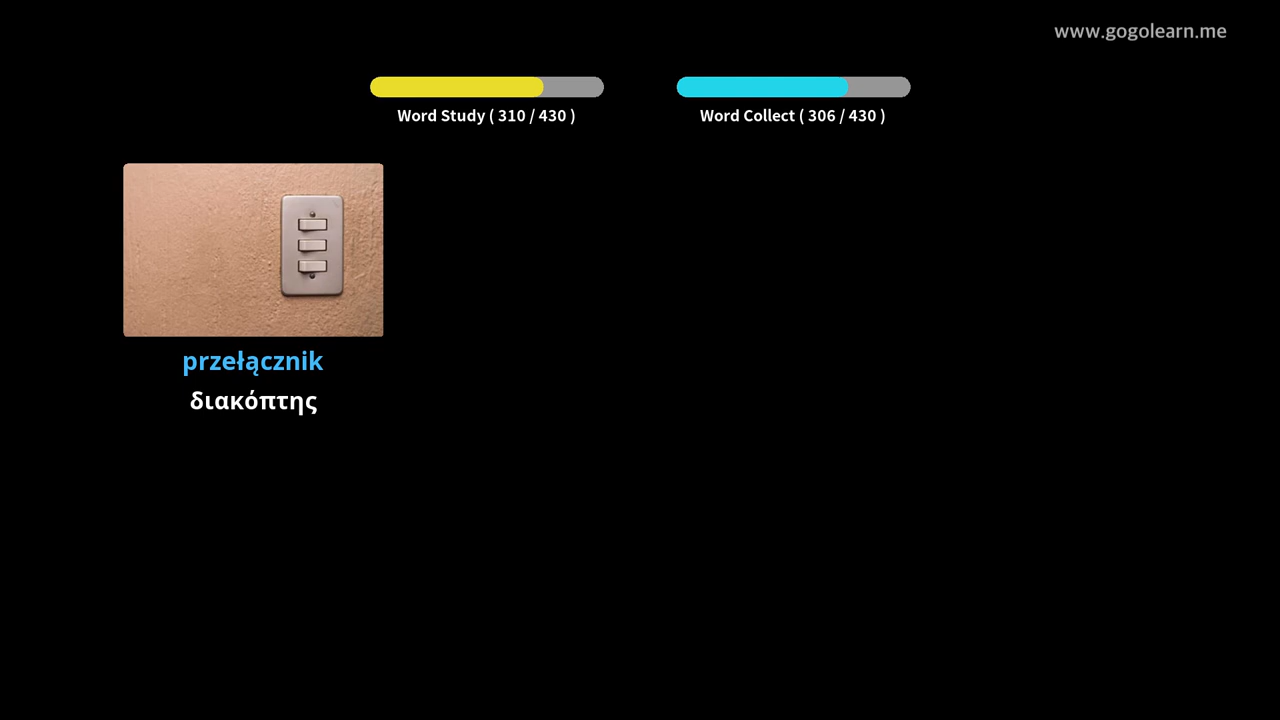 www.gogolearn.me
Word Study ( 310 / 430 )
Word Collect ( 306 / 430 )
przełącznik
διακόπτης